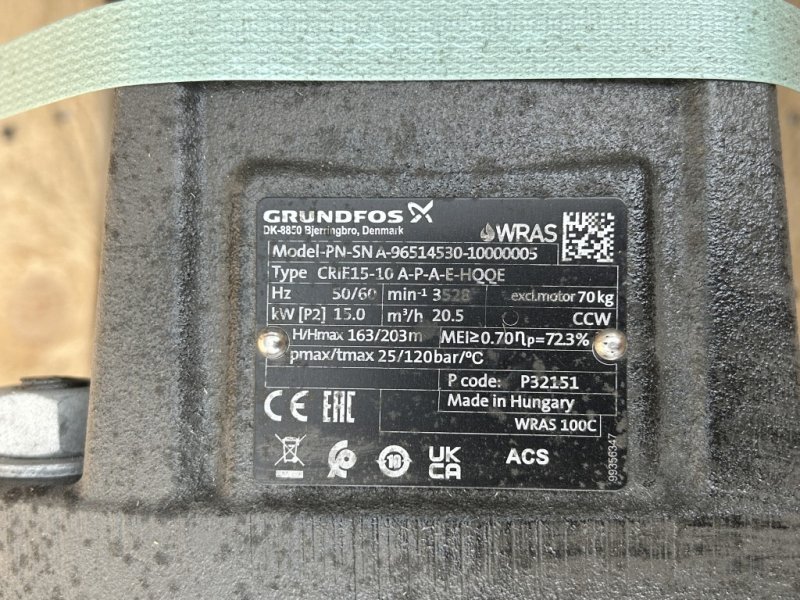 GRUNDFOS
DK-8850 Bjerringbro, Denmark
WRAS
Model-PN-SN A-96514530-10000005
Type CRIF15-10 A-P-A-E-HQQE
Hz 50/60 min-1 3528 excl.motor 70 kg
kW [P2] 15.0 m³/h 20.5 CCW
H/Hmax 163/203m MEI≥0.70 ηp=72.3%
pmax/tmax 25/120bar/°C
P code: P32151
Made in Hungary
WRAS 100C
CE EAC
10 UK CA ACS
99356347